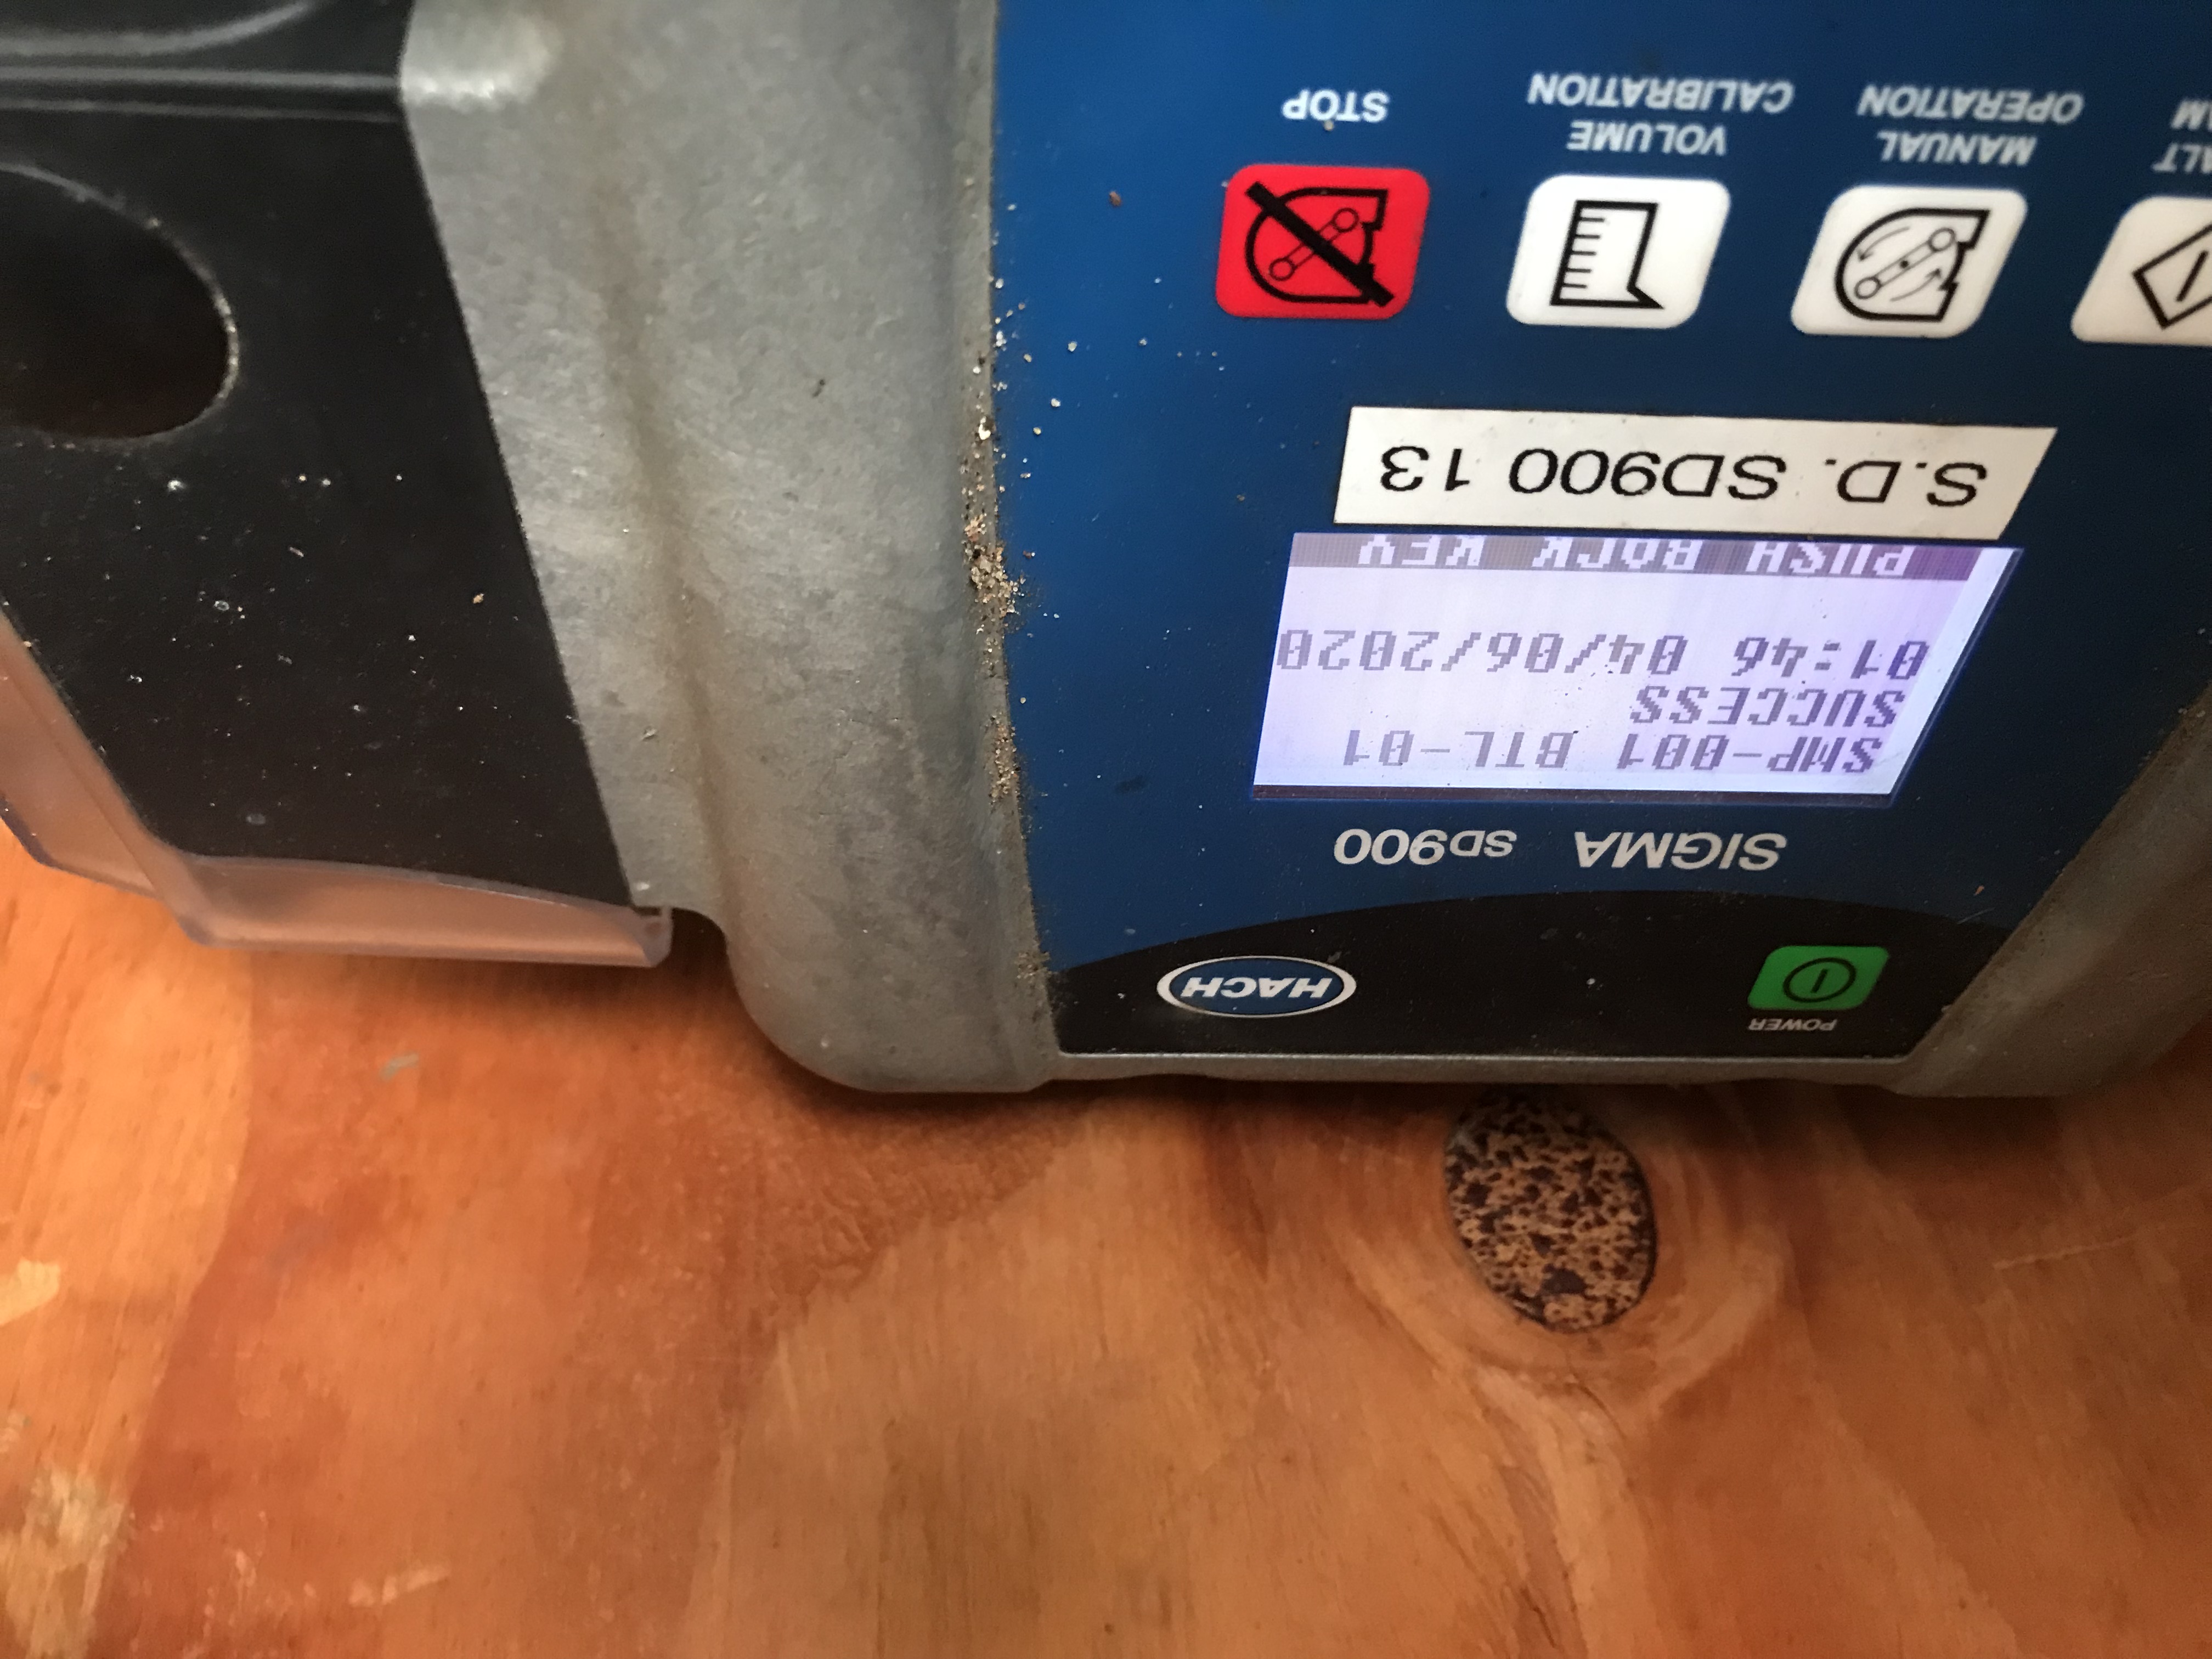 POWER
HACH
SIGMA SD900
SMP-001 BTL-01
SUCCESS
01:46 04/06/2020
PUSH BACK KEY
S.D. SD900 13
MANUAL
OPERATION
VOLUME
CALIBRATION
STOP